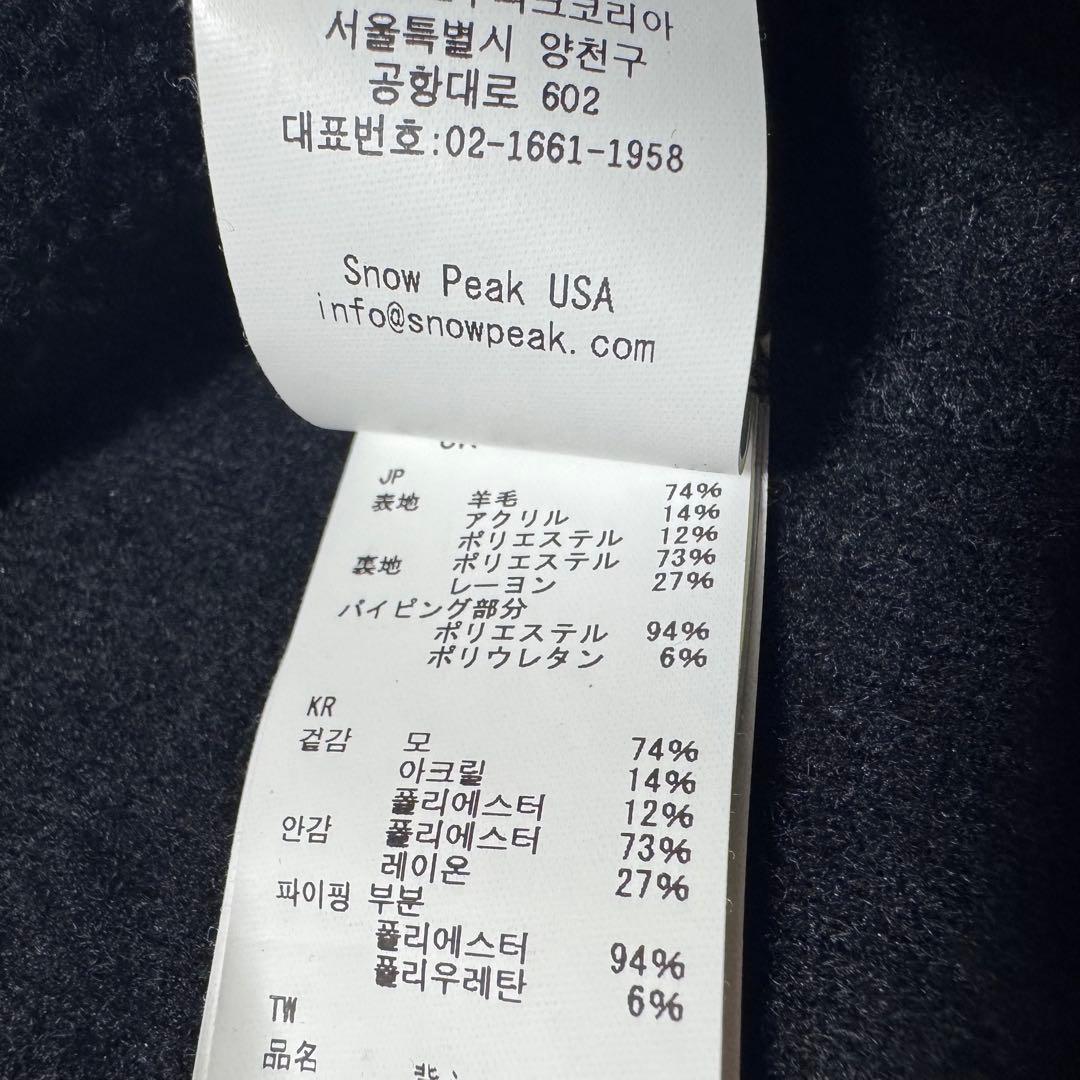 코리아
서울특별시 양천구
공항대로 602
대표번호:02-1661-1958
Snow Peak USA
info@snowpeak.com
JP
表地 羊毛 74%
アクリル 14%
ポリエステル 12%
裏地 ポリエステル 73%
レーヨン 27%
パイピング部分
ポリエステル 94%
ポリウレタン 6%
KR
겉감 모 74%
아크릴 14%
폴리에스터 12%
안감 폴리에스터 73%
레이온 27%
파이핑 부분
폴리에스터 94%
폴리우레탄 6%
TW
品名